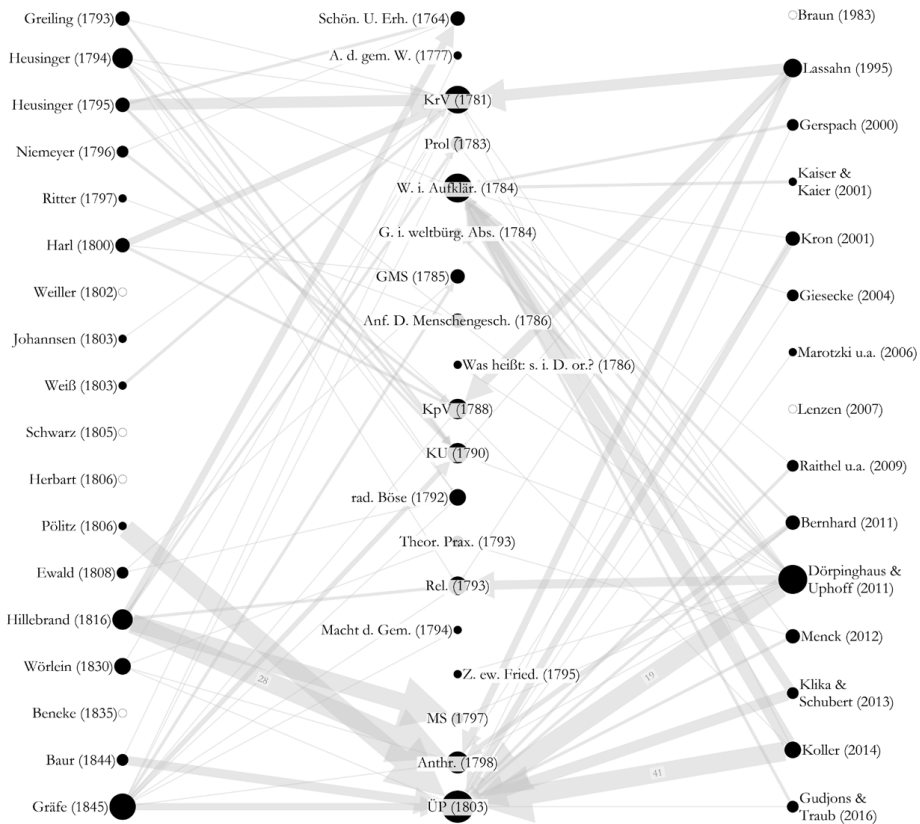 Greiling (1793)
Heusinger (1794)
Heusinger (1795)
Niemeyer (1796)
Ritter (1797)
Harl (1800)
Weiller (1802)
Johannsen (1803)
Weiß (1803)
Schwarz (1805)
Herbart (1806)
Pölitz (1806)
Ewald (1808)
Hillebrand (1816)
Wörlein (1830)
Beneke (1835)
Baur (1844)
Gräfe (1845)
28
Schön. U. Erh. (1764)
A. d. gem. W. (1777)
KrV (1781)
Prol (1783)
W. i. Aufklär. (1784)
G. i. weltbürg. Abs. (1784)
GMS (1785)
Anf. D. Menschengesch. (1786)
Was heißt: s. i. D. or.? (1786)
KpV (1788)
KU (1790)
rad. Böse (1792)
Theor. Prax. (1793)
Rel. (1793)
Macht d. Gem. (1794)
Z. ew. Fried. (1795)
MS (1797)
Anthr. (1798)
ÜP (1803)
19
41
Braun (1983)
Lassahn (1995)
Gerspach (2000)
Kaiser &
Kaier (2001)
Kron (2001)
Giesecke (2004)
Marotzki u.a. (2006)
Lenzen (2007)
Raithel u.a. (2009)
Bernhard (2011)
Dörpinghaus &
Uphoff (2011)
Menck (2012)
Klika &
Schubert (2013)
Koller (2014)
Gudjons &
Traub (2016)